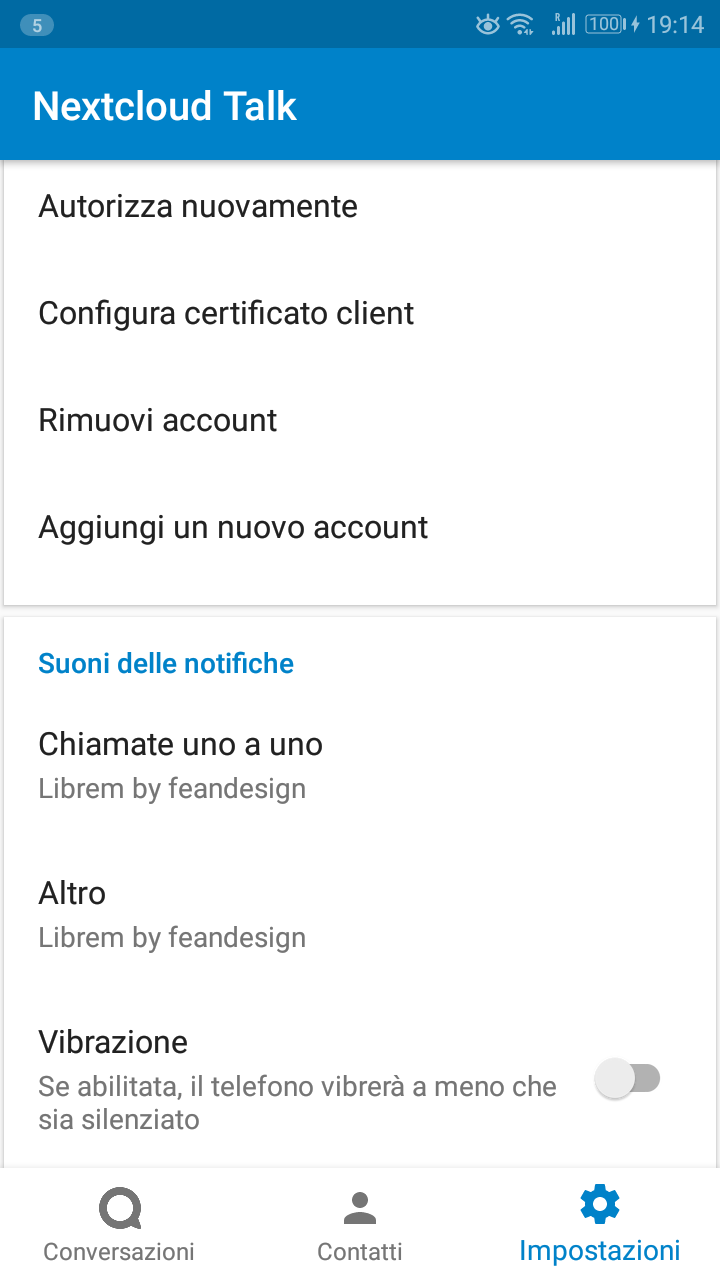 5 R 100 19:14
Nextcloud Talk
Autorizza nuovamente
Configura certificato client
Rimuovi account
Aggiungi un nuovo account
Suoni delle notifiche
Chiamate uno a uno
Librem by feandesign
Altro
Librem by feandesign
Vibrazione
Se abilitata, il telefono vibrerà a meno che
sia silenziato
Conversazioni Contatti Impostazioni